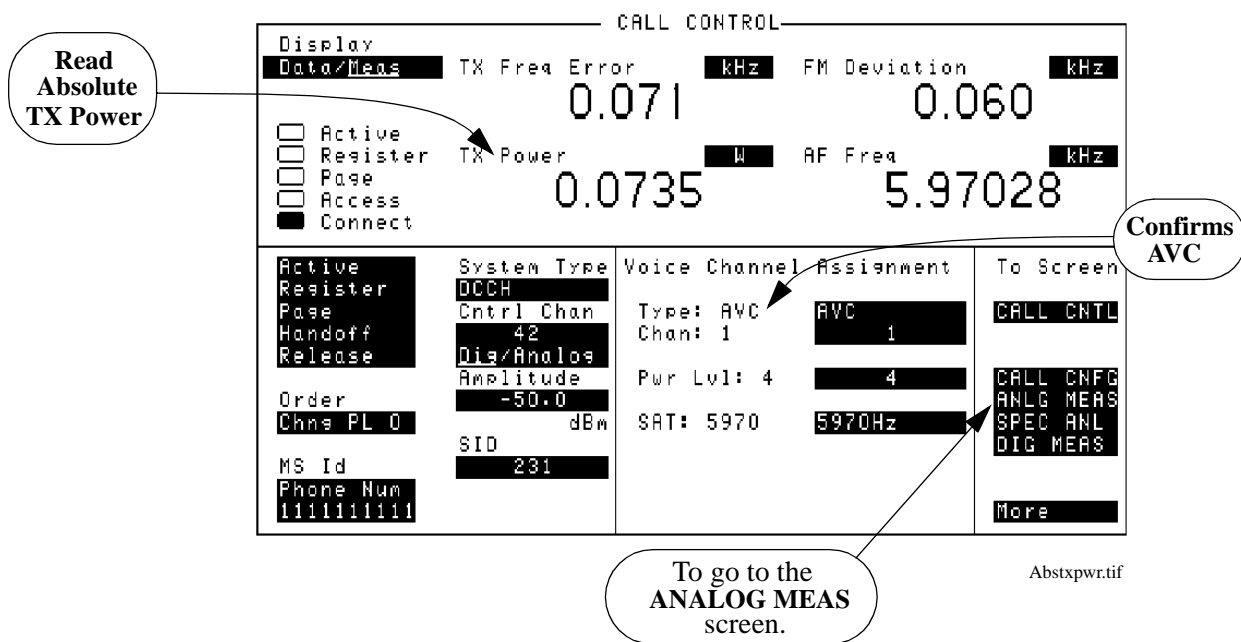 CALL CONTROL
Read
Absolute
TX Power
Display
Data/Meas
TX Freq Error
kHz
FM Deviation
kHz
0.071
0.060
Active
Register
Page
Access
Connect
TX Power
W
AF Freq
kHz
0.0735
5.97028
Confirms
AVC
Active
Register
Page
Handoff
Release
Order
Chng PL 0
MS Id
Phone Num
1111111111
System Type
DCCH
Cntrl Chan
42
Dig/Analog
Amplitude
-50.0
dBm
SID
231
Voice Channel Assignment
Type: AVC
AVC
Chan: 1
1
Pwr Lvl: 4
4
SAT: 5970
5970Hz
To Screen
CALL CNTL
CALL CNFG
ANLG MEAS
SPEC ANL
DIG MEAS
More
To go to the
ANALOG MEAS
screen.
Abstxpwr.tif